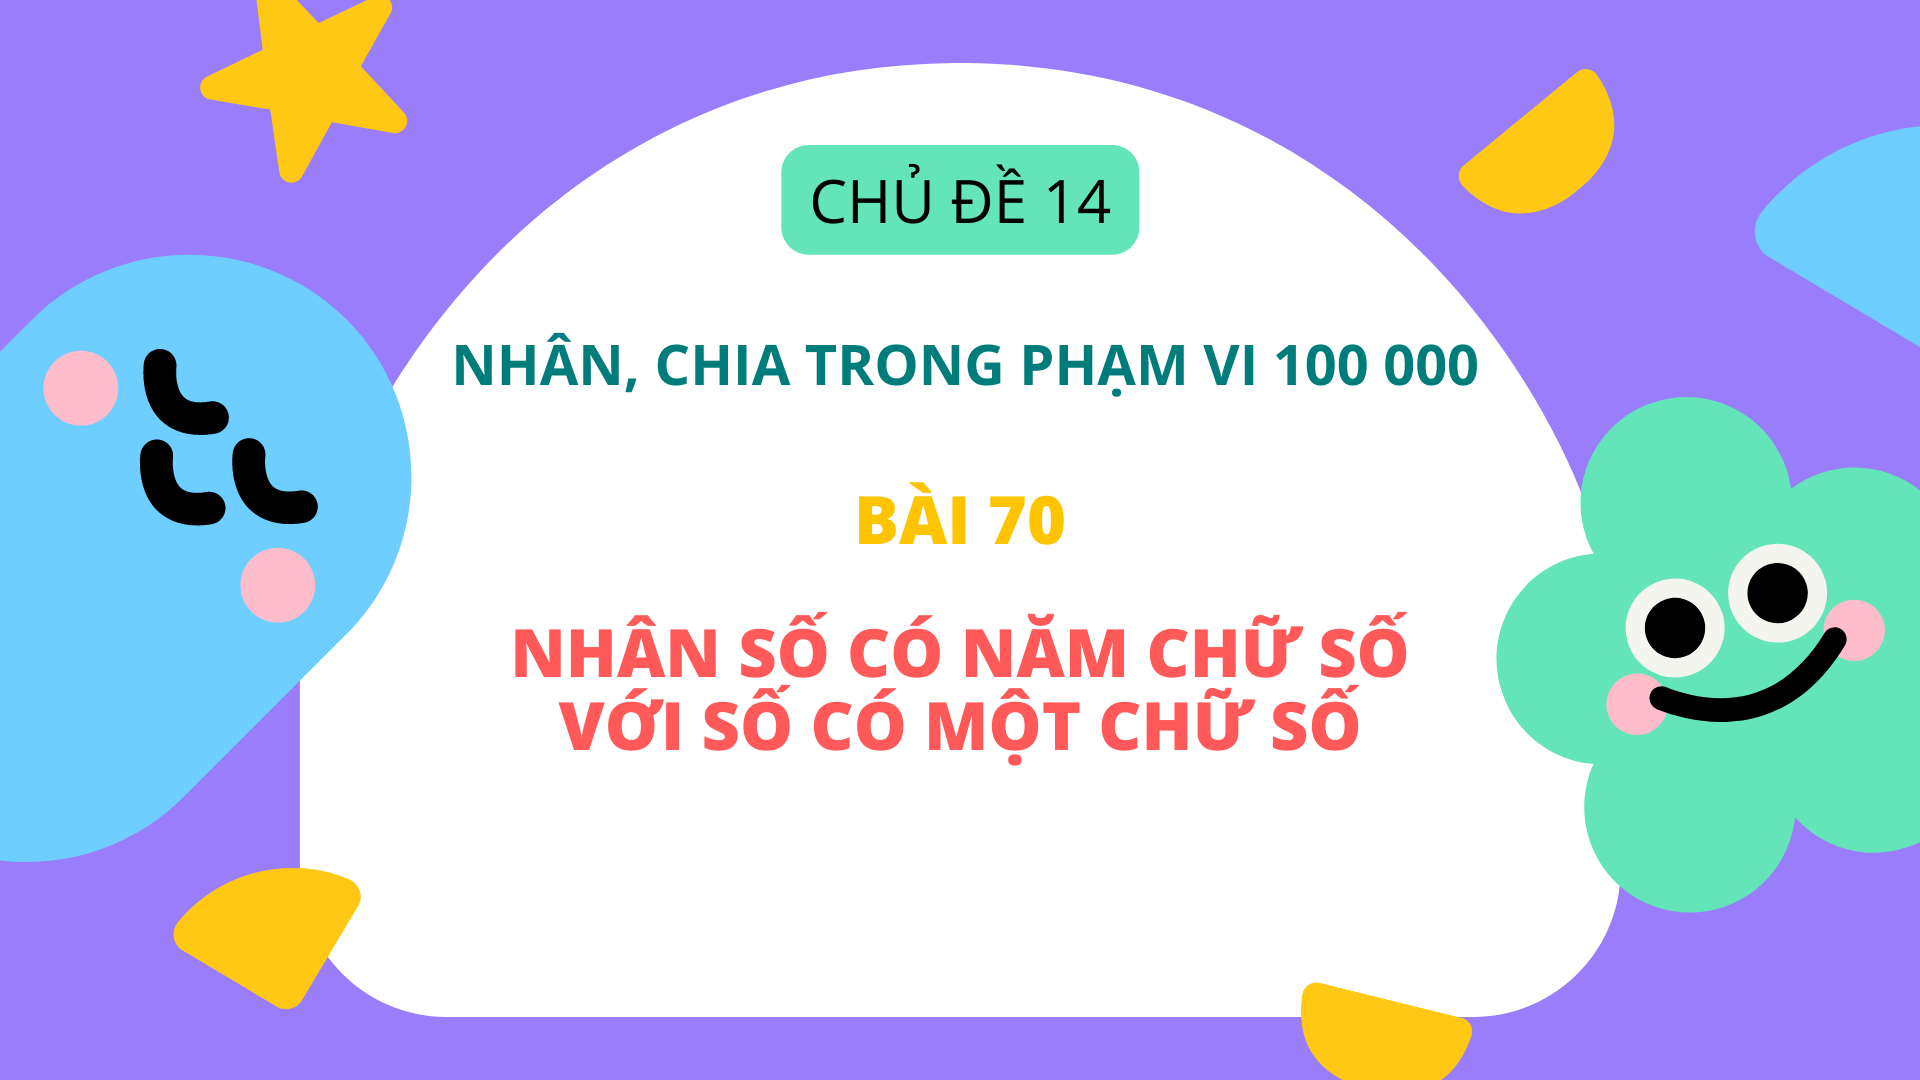 CHỦ ĐỀ 14
NHÂN, CHIA TRONG PHẠM VI 100 000
BÀI 70
NHÂN SỐ CÓ NĂM CHỮ SỐ
VỚI SỐ CÓ MỘT CHỮ SỐ